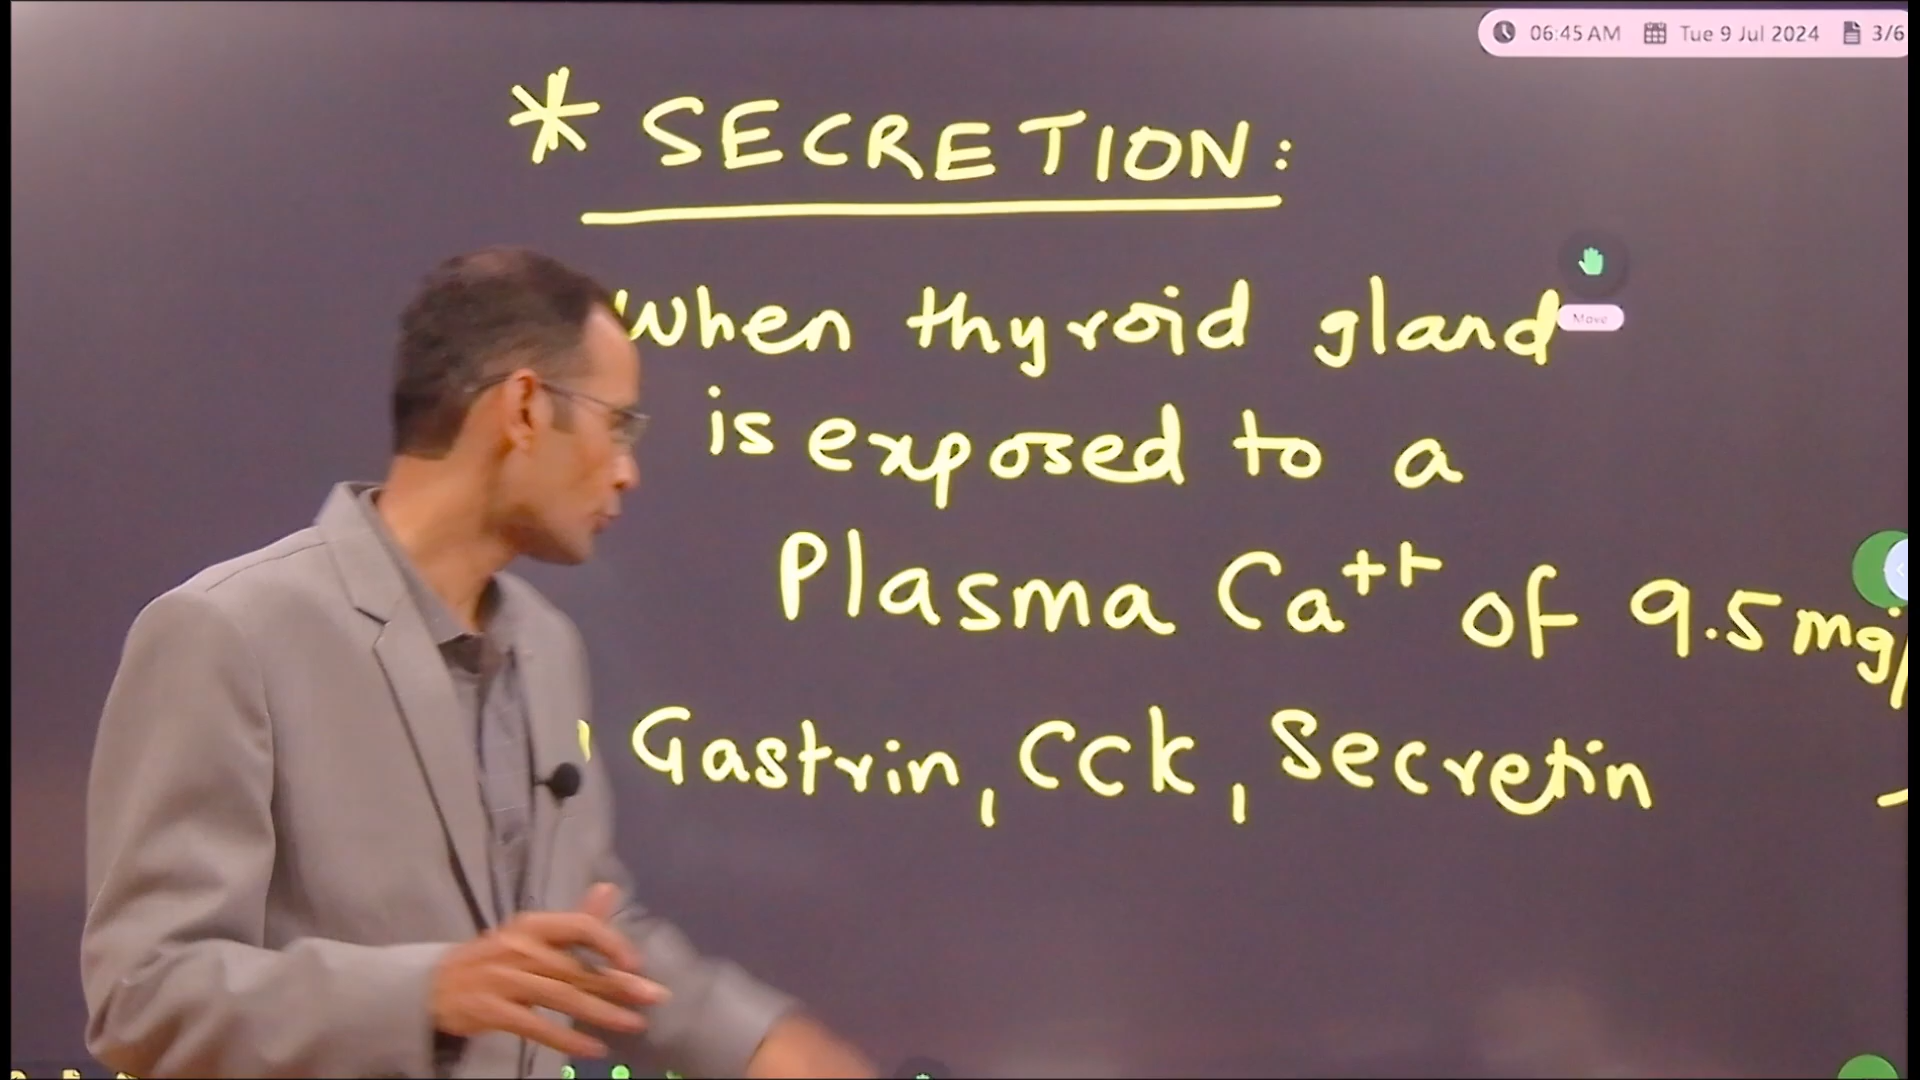 06:45 AM Tue 9 Jul 2024 3/6
* SECRETION:
When thyroid gland
Move
is exposed to a
Plasma Ca++ of 9.5 mg/
Gastrin, CCK, Secretin